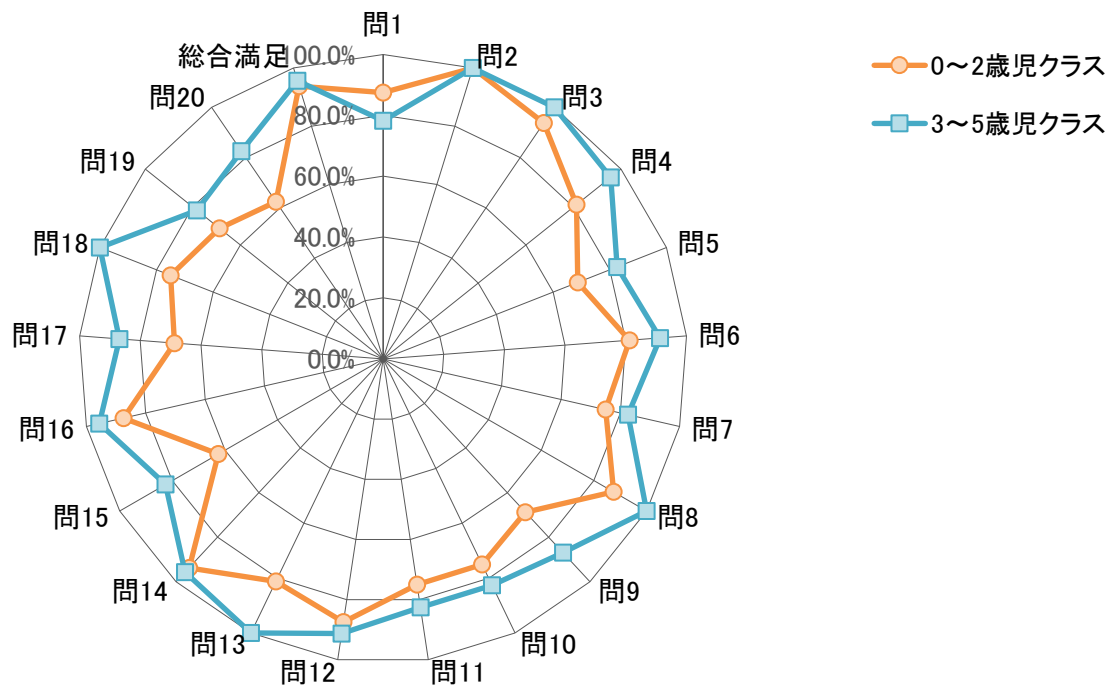 問1
問2
問3
問4
問5
問6
問7
問8
問9
問10
問11
問12
問13
問14
問15
問16
問17
問18
問19
問20
総合満足
100.0%
80.0%
60.0%
40.0%
20.0%
0.0%
0～2歳児クラス
3～5歳児クラス